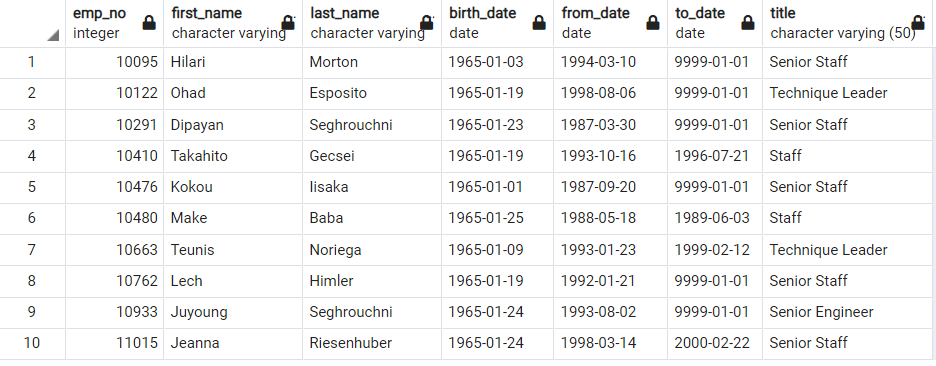 emp_no integer first_name character varying last_name character varying birth_date date from_date date to_date date title character varying (50)
1 10095 Hilari Morton 1965-01-03 1994-03-10 9999-01-01 Senior Staff
2 10122 Ohad Esposito 1965-01-19 1998-08-06 9999-01-01 Technique Leader
3 10291 Dipayan Seghrouchni 1965-01-23 1987-03-30 9999-01-01 Senior Staff
4 10410 Takahito Gecsei 1965-01-19 1993-10-16 1996-07-21 Staff
5 10476 Kokou Iisaka 1965-01-01 1987-09-20 9999-01-01 Senior Staff
6 10480 Make Baba 1965-01-25 1988-05-18 1989-06-03 Staff
7 10663 Teunis Noriega 1965-01-09 1993-01-23 1999-02-12 Technique Leader
8 10762 Lech Himler 1965-01-19 1992-01-21 9999-01-01 Senior Staff
9 10933 Juyoung Seghrouchni 1965-01-24 1993-08-02 9999-01-01 Senior Engineer
10 11015 Jeanna Riesenhuber 1965-01-24 1998-03-14 2000-02-22 Senior Staff